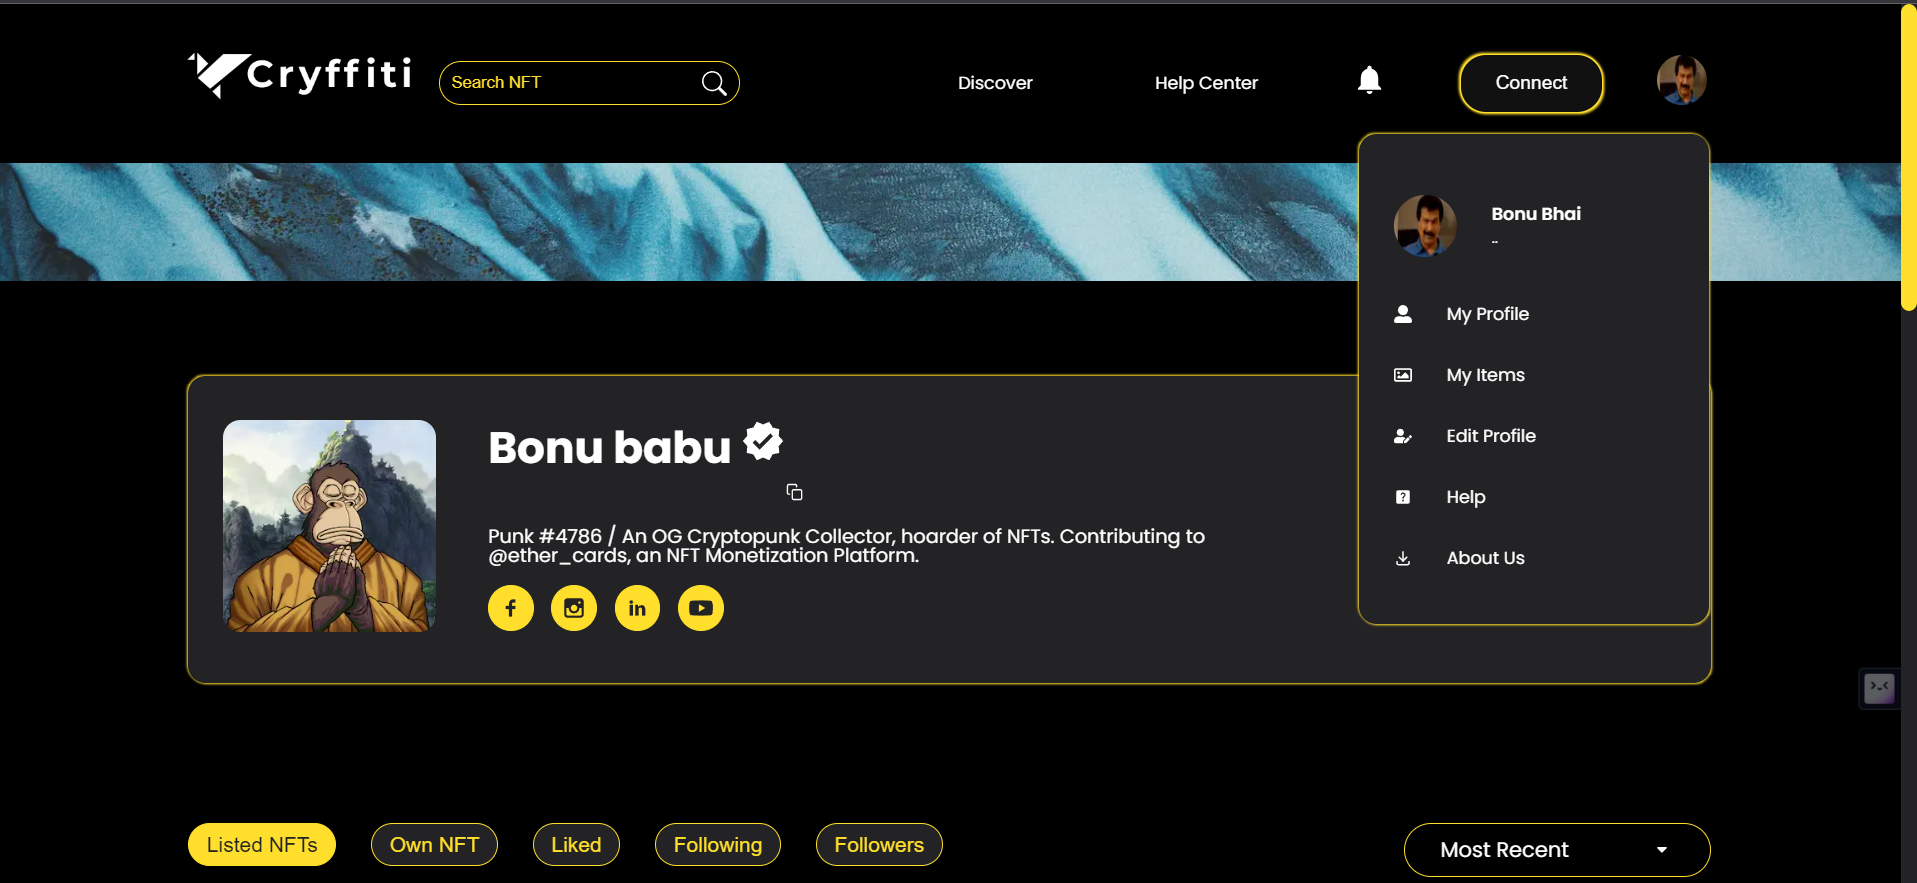 Cryffiti
Search NFT
Discover
Help Center
Connect
Bonu Bhai
..
My Profile
My Items
Edit Profile
Help
About Us
Bonu babu
Punk #4786 / An OG Cryptopunk Collector, hoarder of NFTs. Contributing to
@ether_cards, an NFT Monetization Platform.
Listed NFTs
Own NFT
Liked
Following
Followers
Most Recent